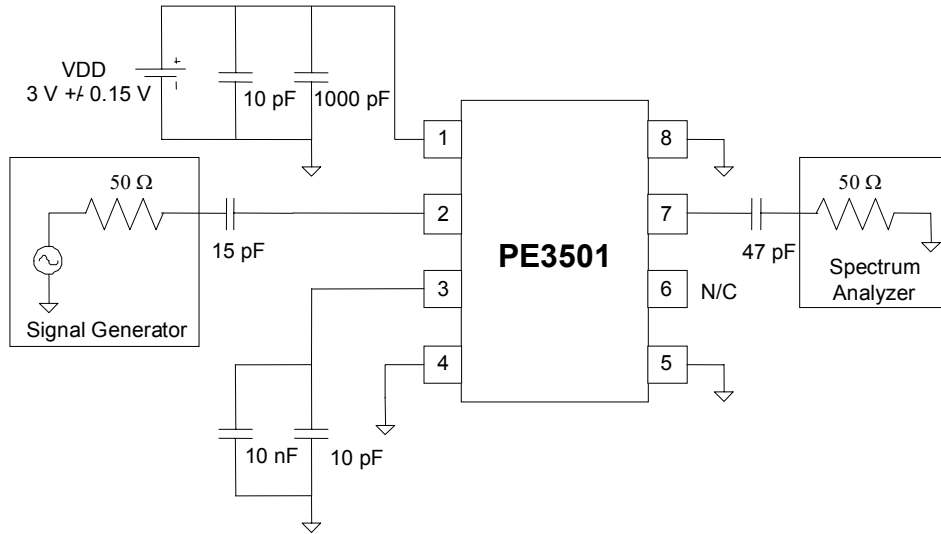 VDD
3 V +/- 0.15 V
+
-
10 pF
1000 pF
1
8
50 Ω
50 Ω
2
7
15 pF
47 pF
PE3501
Spectrum
Analyzer
3
6
N/C
Signal Generator
4
5
10 nF
10 pF